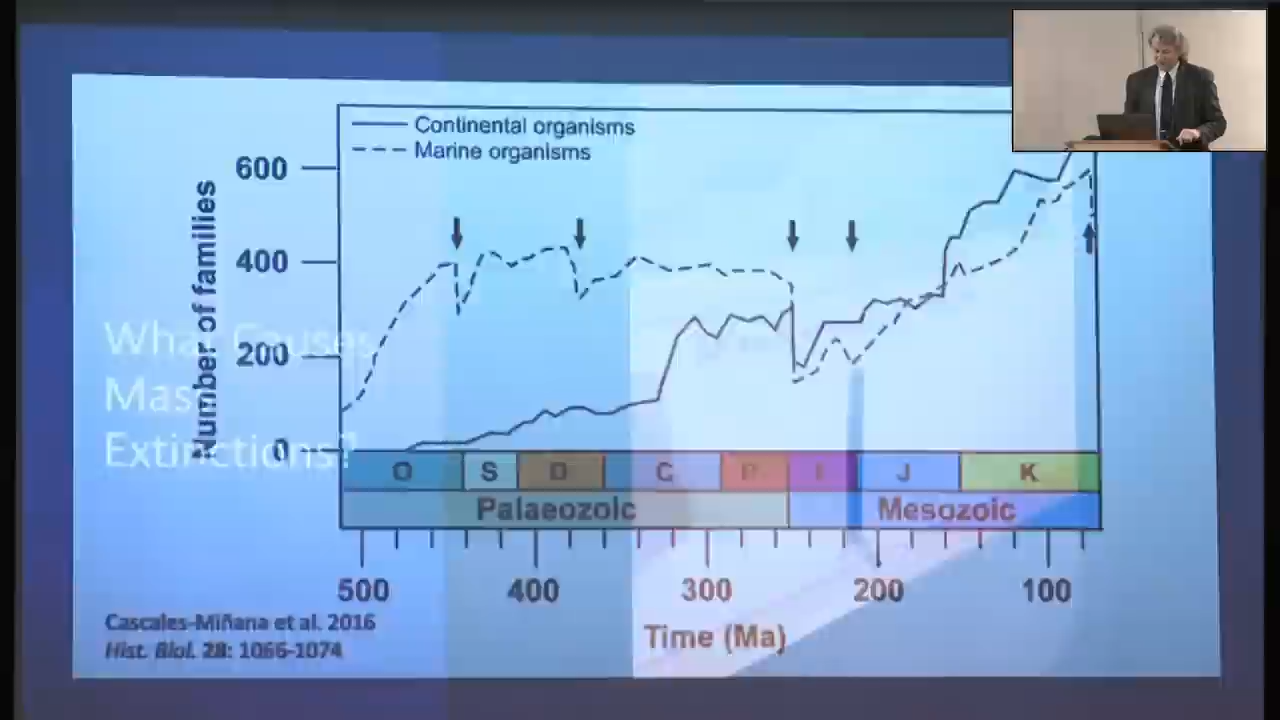 Continental organisms
Marine organisms
600
400
200
0
Number of families
What Causes
Mass
Extinctions?
O S D C P T J K
Palaeozoic Mesozoic
500 400 300 200 100
Time (Ma)
Cascales-Miñana et al. 2016
Hist. Biol. 28: 1066-1074